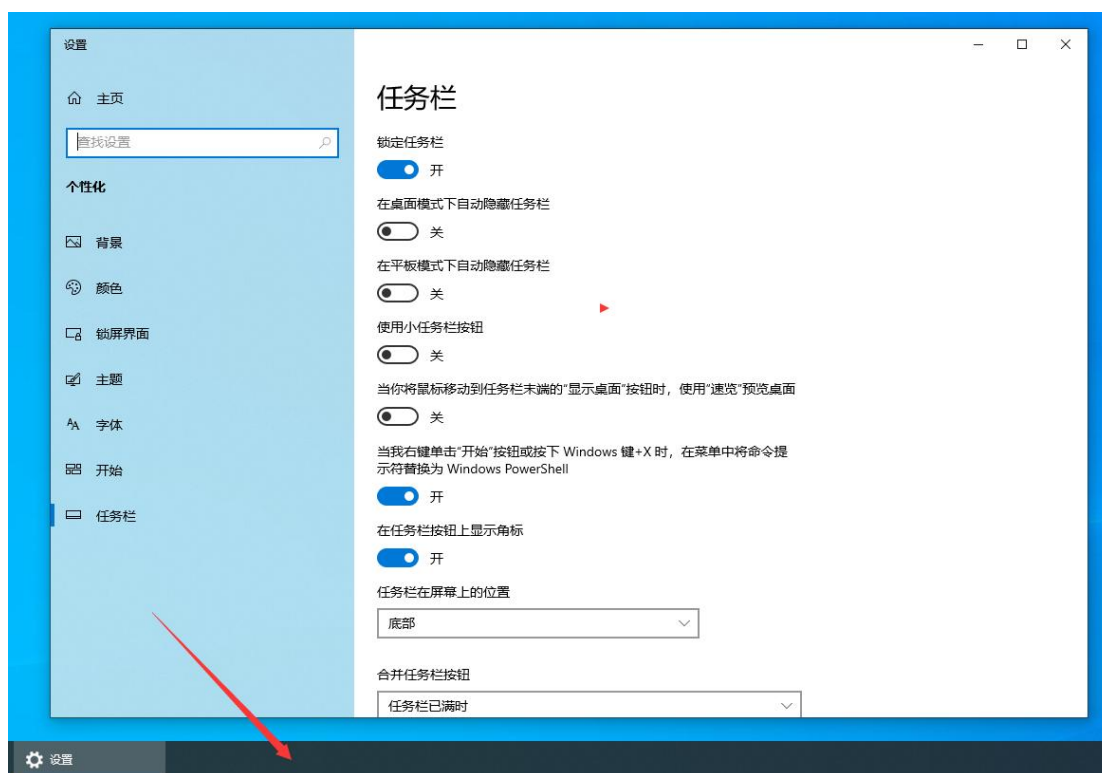 设置
主页
查找设置
个性化
背景
颜色
锁屏界面
主题
字体
开始
任务栏
任务栏
锁定任务栏
开
在桌面模式下自动隐藏任务栏
关
在平板模式下自动隐藏任务栏
关
使用小任务栏按钮
关
当你将鼠标移动到任务栏末端的"显示桌面"按钮时，使用"速览"预览桌面
关
当我右键单击"开始"按钮或按下 Windows 键+X 时，在菜单中将命令提
示符替换为 Windows PowerShell
开
在任务栏按钮上显示角标
开
任务栏在屏幕上的位置
底部
合并任务栏按钮
任务栏已满时
设置